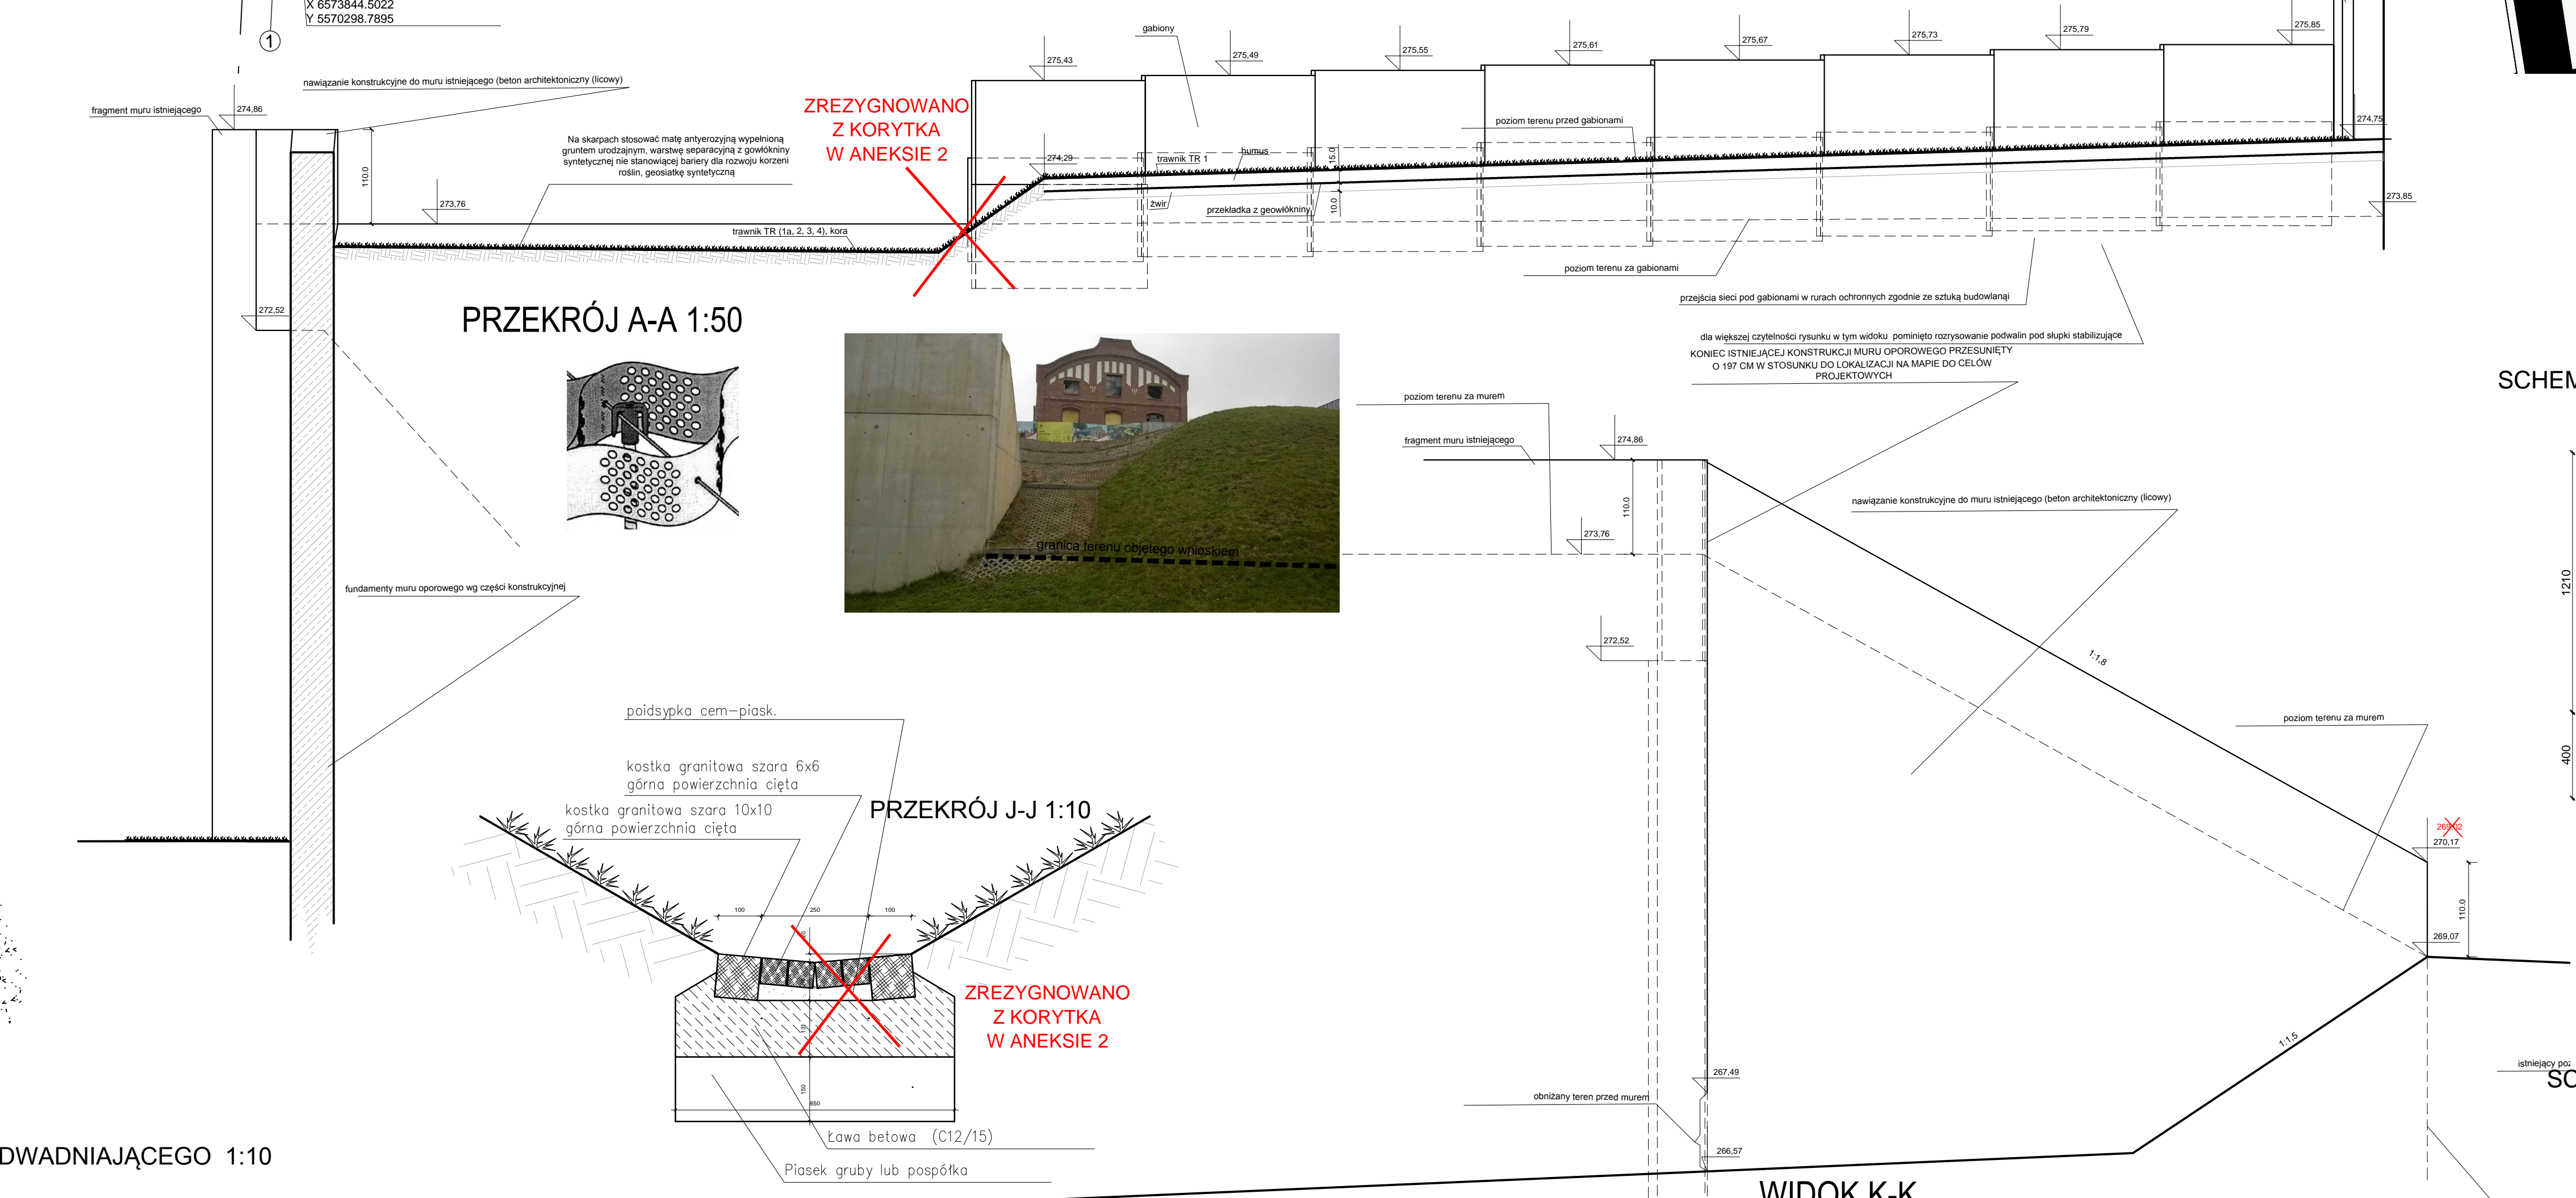 X 6573844.5022
Y 5570298.7895
1
nawiązanie konstrukcyjne do muru istniejącego (beton architektoniczny (licowy)
fragment muru istniejącego
274,86
110.0
Na skarpach stosować matę antyerozyjną wypełnioną
gruntem urodzajnym, warstwę separacyjną z gowłókniny
syntetycznej nie stanowiącej bariery dla rozwoju korzeni
roślin, geosiatkę syntetyczną
273,76
272,52
trawnik TR (1a, 2, 3, 4), kora
ZREZYGNOWANO
Z KORYTKA
W ANEKSIE 2
gabiony
275,43
275,49
275,55
275,61
275,67
275,73
275,79
275,85
274,75
273,85
274,29
trawnik TR 1
humus
15.0
10.0
żwir
przekładka z geowłókniny
poziom terenu przed gabionami
poziom terenu za gabionami
przejścia sieci pod gabionami w rurach ochronnych zgodnie ze sztuką budowlanąi
dla większej czytelności rysunku w tym widoku pominięto rozrysowanie podwalin pod słupki stabilizujące
PRZEKRÓJ A-A 1:50
fundamenty muru oporowego wg części konstrukcyjnej
granica terenu objętego wnioskiem
KONIEC ISTNIEJĄCEJ KONSTRUKCJI MURU OPOROWEGO PRZESUNIĘTY
O 197 CM W STOSUNKU DO LOKALIZACJI NA MAPIE DO CELÓW
PROJEKTOWYCH
SCHEM
poziom terenu za murem
fragment muru istniejącego
274,86
110.0
273,76
272,52
nawiązanie konstrukcyjne do muru istniejącego (beton architektoniczny (licowy)
1:1,8
poziom terenu za murem
1210
400
269,02
270,17
110.0
269,07
1:1,5
267,49
266,57
obniżany teren przed murem
istniejący poz
SC
WIDOK K-K
poidsypka cem-piask.
kostka granitowa szara 6x6
górna powierzchnia cięta
kostka granitowa szara 10x10
górna powierzchnia cięta
PRZEKRÓJ J-J 1:10
100
250
100
150
650
ZREZYGNOWANO
Z KORYTKA
W ANEKSIE 2
Ława betowa (C12/15)
Piasek gruby lub pospółka
DWADNIAJĄCEGO 1:10